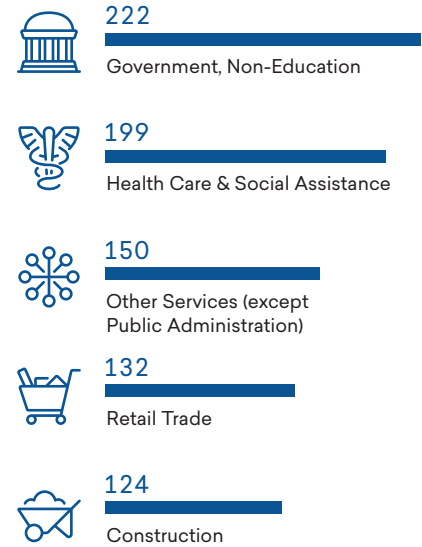 222
Government, Non-Education
199
Health Care & Social Assistance
150
Other Services (except
Public Administration)
132
Retail Trade
124
Construction